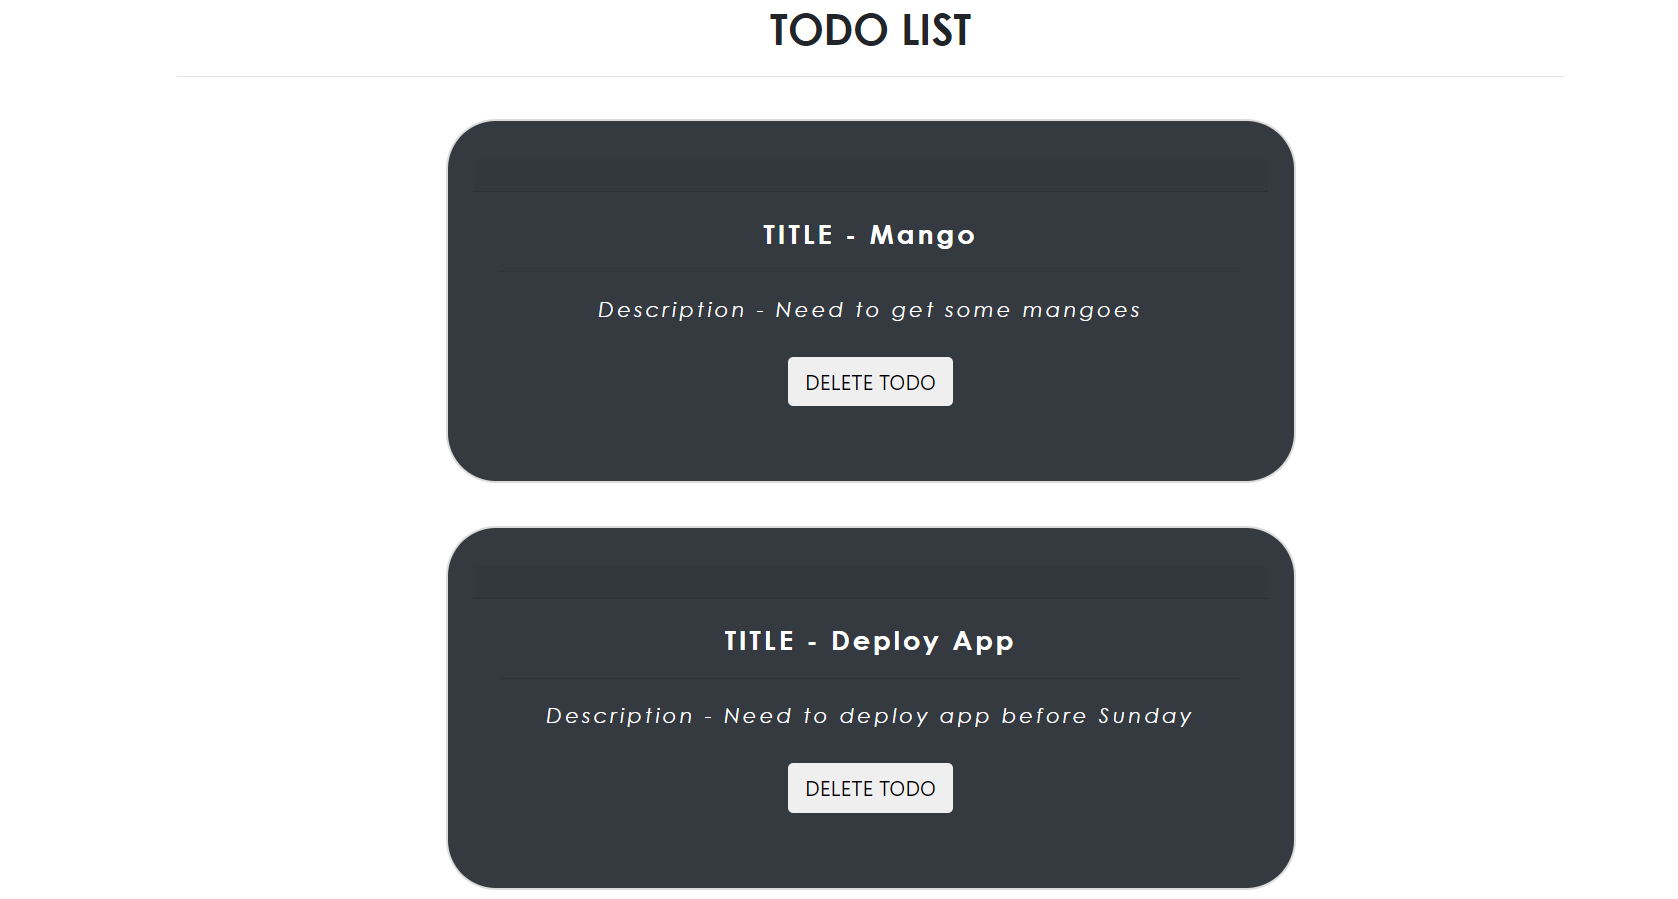 TODO LIST
TITLE - Mango
Description - Need to get some mangoes
DELETE TODO
TITLE - Deploy App
Description - Need to deploy app before Sunday
DELETE TODO